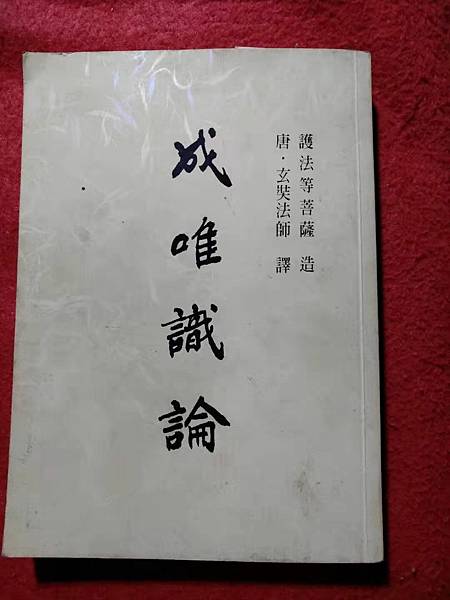 護法等菩薩 造
唐·玄奘法師 譯
成唯識論